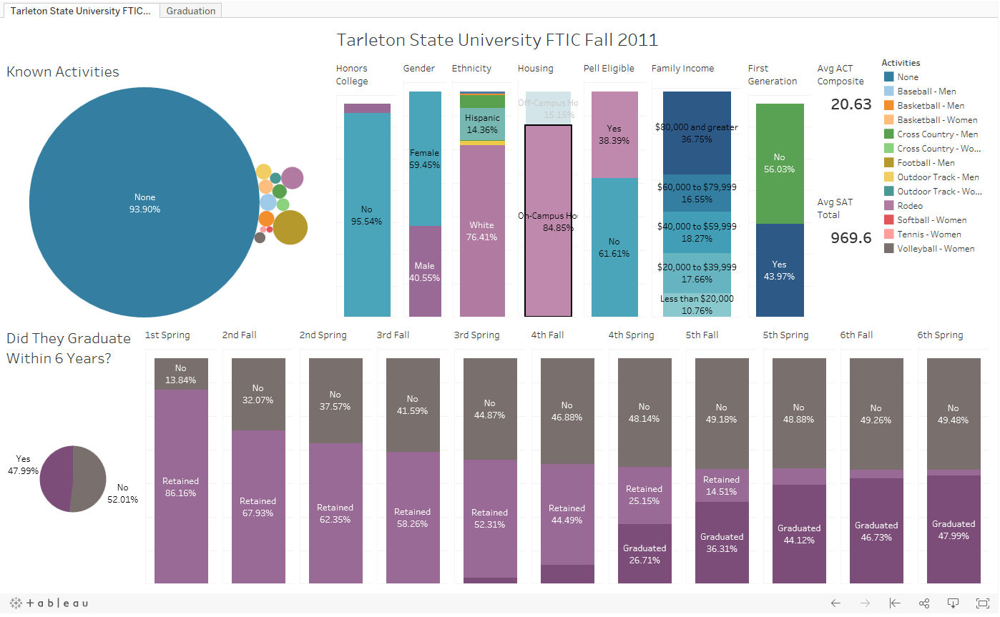 Tarleton State University FTIC...
Graduation
Tarleton State University FTIC Fall 2011
Known Activities
None
93.90%
Honors
College
No
95.54%
Gender
Female
59.45%
Male
40.55%
Ethnicity
Hispanic
14.36%
White
76.41%
Housing
Off-Campus Ho
15.15%
On-Campus Hou
84.85%
Pell Eligible
Yes
38.39%
No
61.61%
Family Income
$80,000 and greater
36.75%
$60,000 to $79,999
16.55%
$40,000 to $59,999
18.27%
$20,000 to $39,999
17.66%
Less than $20,000
10.76%
First
Generation
No
56.03%
Yes
43.97%
Avg ACT
Composite
20.63
Avg SAT
Total
969.6
Activities
None
Baseball - Men
Basketball - Men
Basketball - Women
Cross Country - Men
Cross Country - Wo...
Football - Men
Outdoor Track - Men
Outdoor Track - Wo...
Rodeo
Softball - Women
Tennis - Women
Volleyball - Women
Did They Graduate
Within 6 Years?
Yes
47.99%
No
52.01%
1st Spring
No
13.84%
Retained
86.16%
2nd Fall
No
32.07%
Retained
67.93%
2nd Spring
No
37.57%
Retained
62.35%
3rd Fall
No
41.59%
Retained
58.26%
3rd Spring
No
44.87%
Retained
52.31%
4th Fall
No
46.88%
Retained
44.49%
4th Spring
No
48.14%
Retained
25.15%
Graduated
26.71%
5th Fall
No
49.18%
Retained
14.51%
Graduated
36.31%
5th Spring
No
48.88%
Graduated
44.12%
6th Fall
No
49.26%
Graduated
46.73%
6th Spring
No
49.48%
Graduated
47.99%
+ableau